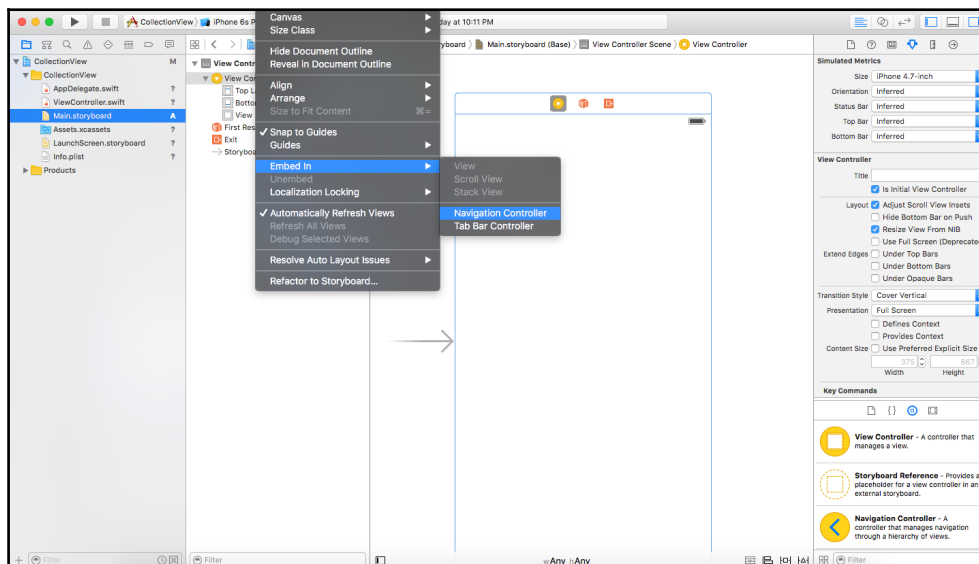 CollectionView
iPhone 6s P
day at 10:11 PM
CollectionView M
CollectionView
AppDelegate.swift ?
ViewController.swift ?
Main.storyboard A
Assets.xcassets ?
LaunchScreen.storyboard ?
Info.plist ?
Products
Filter
View Contr
View Co
Top L
Botto
View
First Res
Exit
Storybo
Filter
Canvas
Size Class
Hide Document Outline
Reveal in Document Outline
Align
Arrange
Size to Fit Content ⌘=
✓ Snap to Guides
Guides
Embed In
Unembed
Localization Locking
✓ Automatically Refresh Views
Refresh All Views
Debug Selected Views
Resolve Auto Layout Issues
Refactor to Storyboard...
View
Scroll View
Stack View
Navigation Controller
Tab Bar Controller
yboard 〉 Main.storyboard (Base) 〉 View Controller Scene 〉 View Controller
wAny hAny
Simulated Metrics
Size iPhone 4.7-inch
Orientation Inferred
Status Bar Inferred
Top Bar Inferred
Bottom Bar Inferred
View Controller
Title
Is Initial View Controller
Layout Adjust Scroll View Insets
Hide Bottom Bar on Push
Resize View From NIB
Use Full Screen (Deprecate
Extend Edges Under Top Bars
Under Bottom Bars
Under Opaque Bars
Transition Style Cover Vertical
Presentation Full Screen
Defines Context
Provides Context
Content Size Use Preferred Explicit Size
375 667
Width Height
Key Commands
{}
View Controller - A controller that
manages a view.
Storyboard Reference - Provides a
placeholder for a view controller in an
external storyboard.
Navigation Controller - A
controller that manages navigation
through a hierarchy of views.
Filter